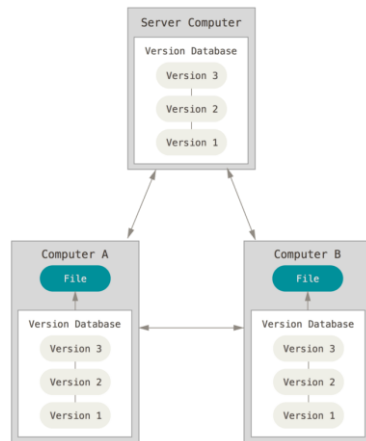 Server Computer
Version Database
Version 3
Version 2
Version 1
Computer A
File
Version Database
Version 3
Version 2
Version 1
Computer B
File
Version Database
Version 3
Version 2
Version 1